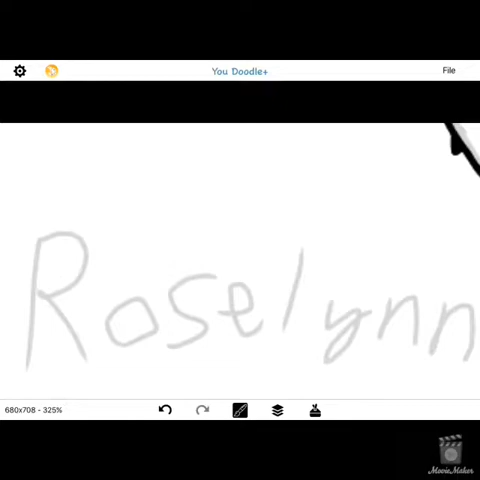 You Doodle+
File
Roselynn
680x708 - 325%
MovieMaker